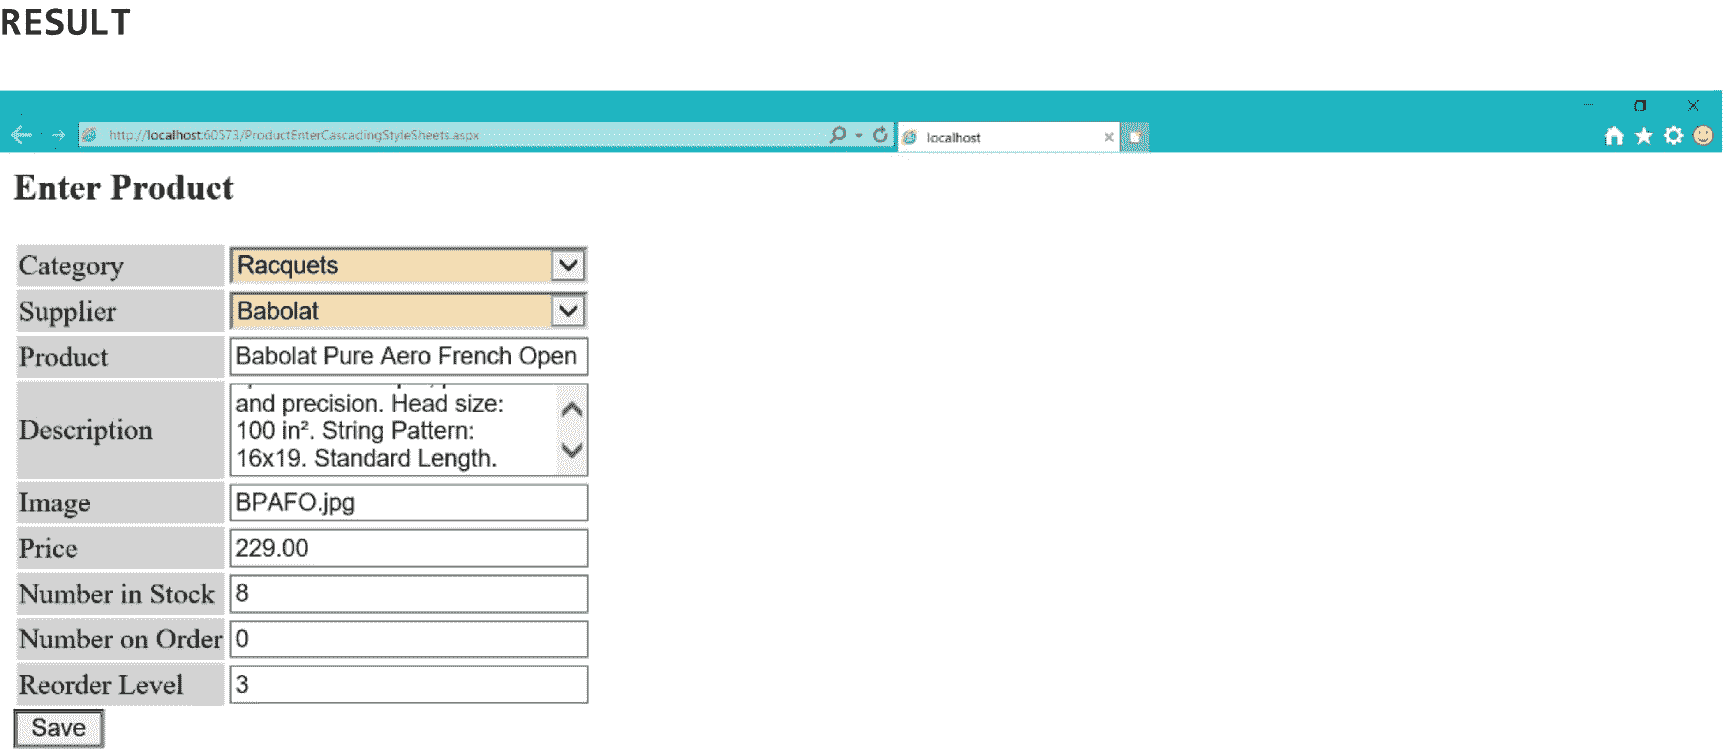 RESULT
http://localhost:60573/ProductEnterCascadingStyleSheets.aspx
localhost
Enter Product
Category Racquets
Supplier Babolat
Product Babolat Pure Aero French Open
Description
and precision. Head size:
100 in². String Pattern:
16x19. Standard Length.
Image BPAFO.jpg
Price 229.00
Number in Stock 8
Number on Order 0
Reorder Level 3
Save